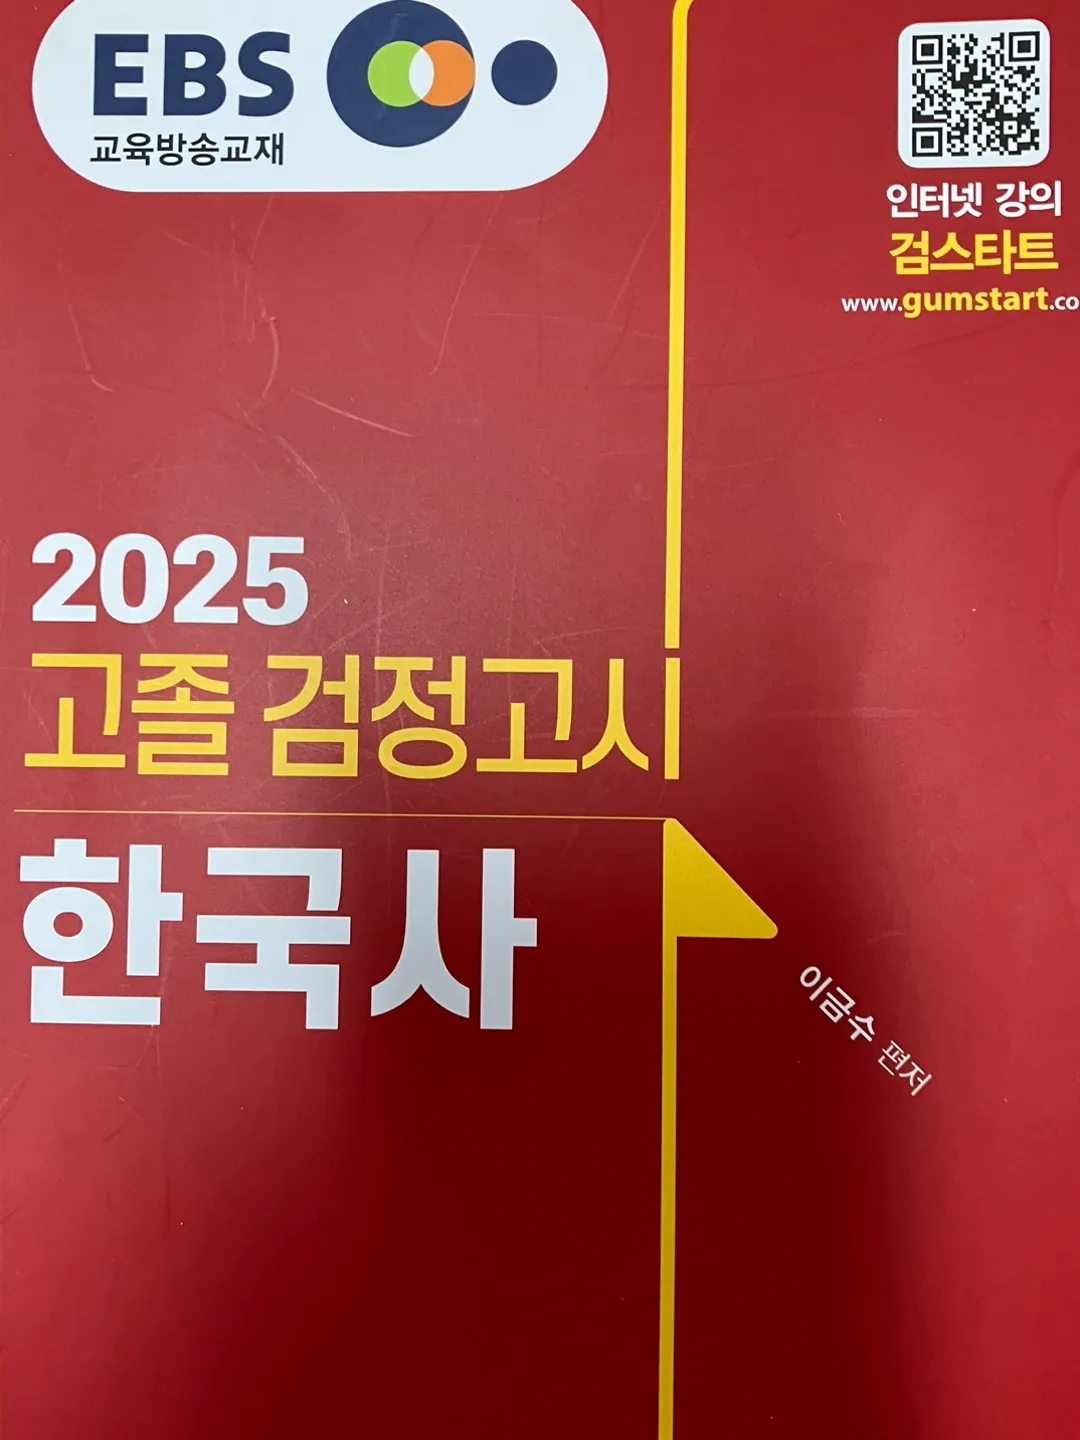 EBS
교육방송교재
인터넷 강의
검스타트
www.gumstart.co
2025
고졸 검정고시
한국사
이금수 편저